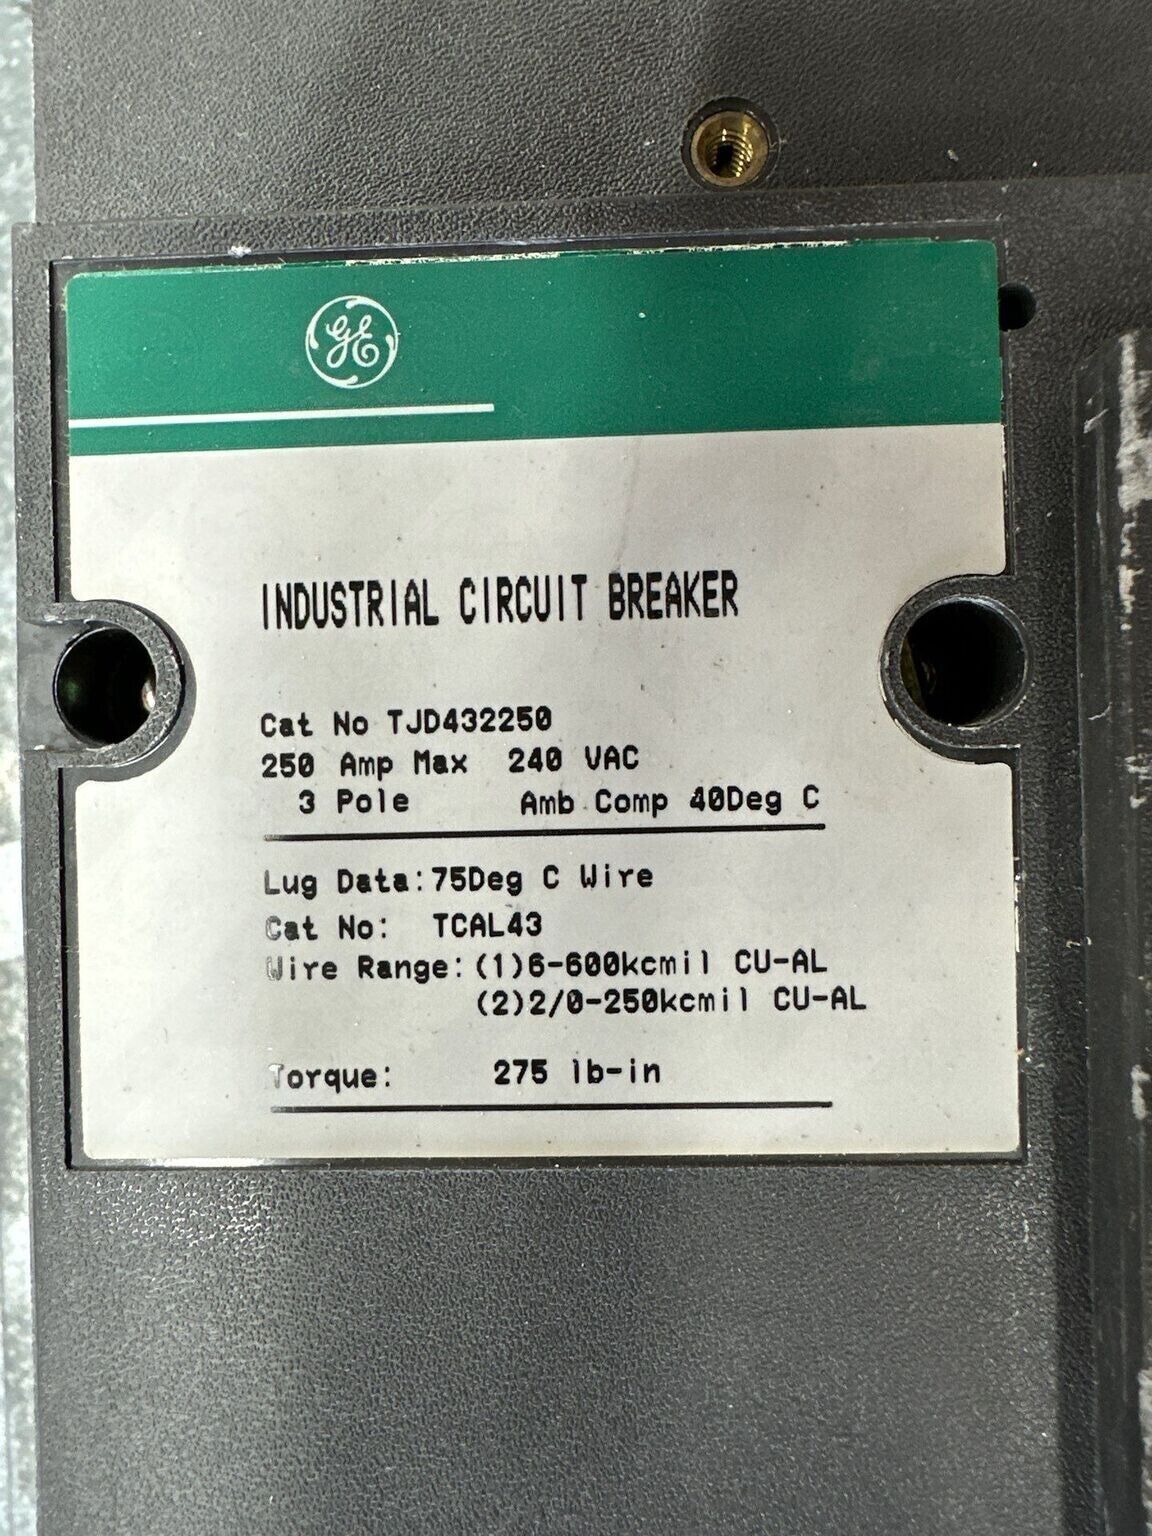 GE
INDUSTRIAL CIRCUIT BREAKER
Cat No TJD432250
250 Amp Max 240 VAC
3 Pole Amb Comp 40Deg C
Lug Data:75Deg C Wire
Cat No: TCAL43
Wire Range:(1)6-600kcmil CU-AL
(2)2/0-250kcmil CU-AL
Torque: 275 lb-in